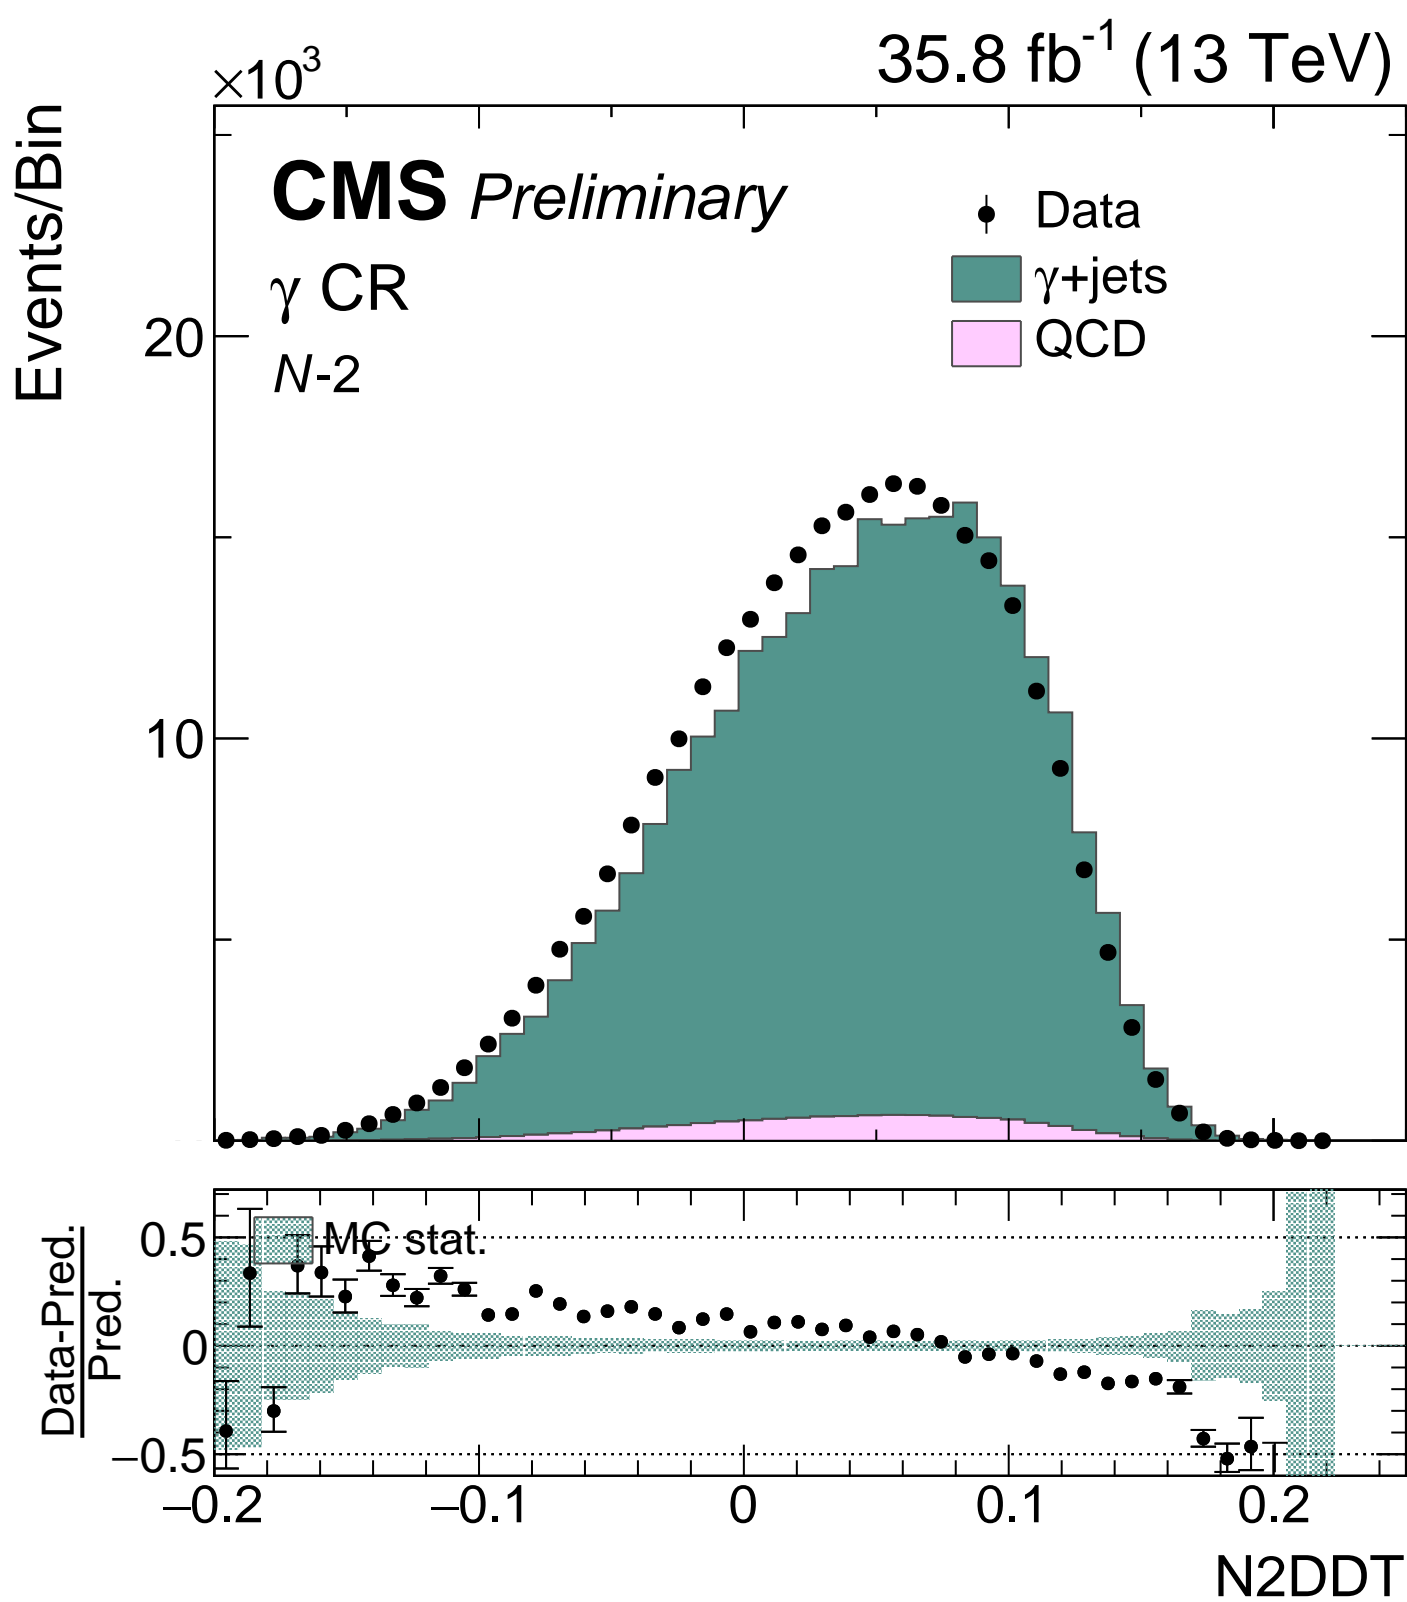 ×10³
35.8 fb⁻¹ (13 TeV)
Events/Bin
CMS Preliminary
γ CR
N-2
Data
γ+jets
QCD
20
10
Data-Pred.
Pred.
MC stat.
0.5
0
−0.5
−0.2
−0.1
0
0.1
0.2
N2DDT